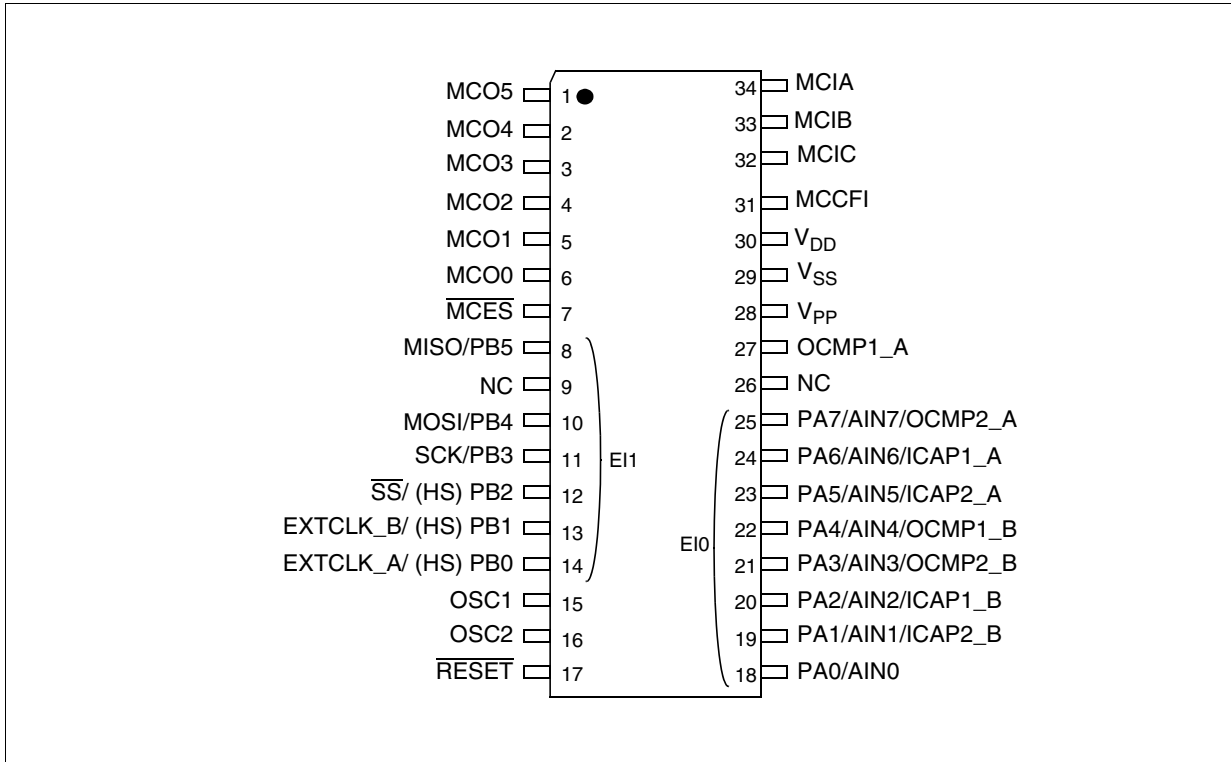 MCO5 1 34 MCIA
MCO4 2 33 MCIB
MCO3 3 32 MCIC
MCO2 4 31 MCCFI
MCO1 5 30 VDD
MCO0 6 29 VSS
MCES 7 28 VPP
MISO/PB5 8 27 OCMP1_A
NC 9 26 NC
MOSI/PB4 10 25 PA7/AIN7/OCMP2_A
SCK/PB3 11 EI1 24 PA6/AIN6/ICAP1_A
SS/ (HS) PB2 12 23 PA5/AIN5/ICAP2_A
EXTCLK_B/ (HS) PB1 13 22 PA4/AIN4/OCMP1_B
EXTCLK_A/ (HS) PB0 14 EI0 21 PA3/AIN3/OCMP2_B
OSC1 15 20 PA2/AIN2/ICAP1_B
OSC2 16 19 PA1/AIN1/ICAP2_B
RESET 17 18 PA0/AIN0